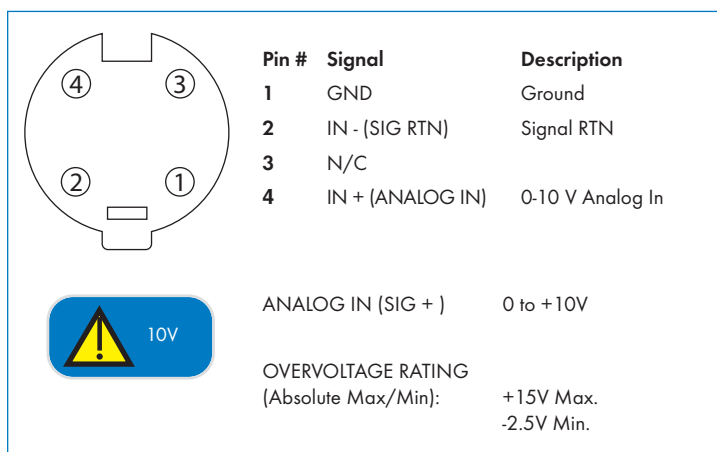 ④ ③
② ①
Pin # Signal Description
1 GND Ground
2 IN - (SIG RTN) Signal RTN
3 N/C
4 IN + (ANALOG IN) 0-10 V Analog In
10V
ANALOG IN (SIG + ) 0 to +10V
OVERVOLTAGE RATING
(Absolute Max/Min): +15V Max.
-2.5V Min.